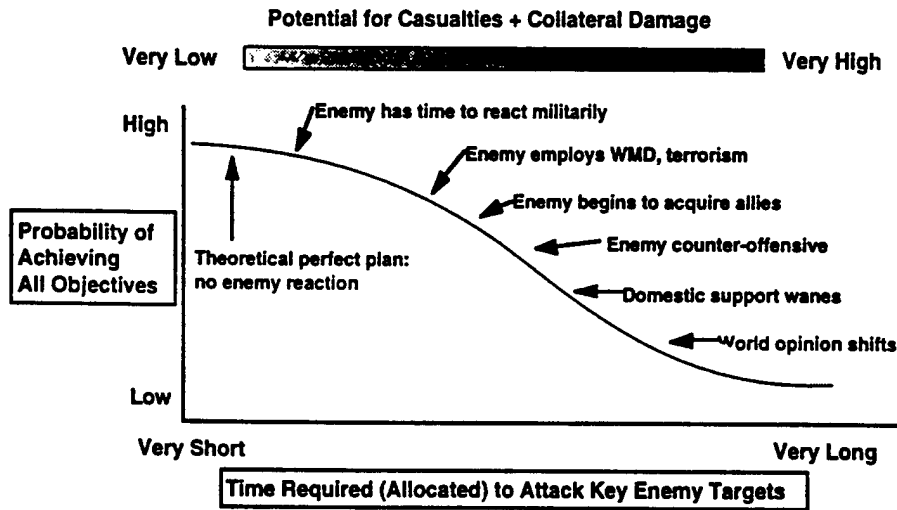 Potential for Casualties + Collateral Damage
Very Low
Very High
High
Enemy has time to react militarily
Enemy employs WMD, terrorism
Enemy begins to acquire allies
Probability of
Achieving
All Objectives
Theoretical perfect plan:
no enemy reaction
Enemy counter-offensive
Domestic support wanes
World opinion shifts
Low
Very Short
Very Long
Time Required (Allocated) to Attack Key Enemy Targets